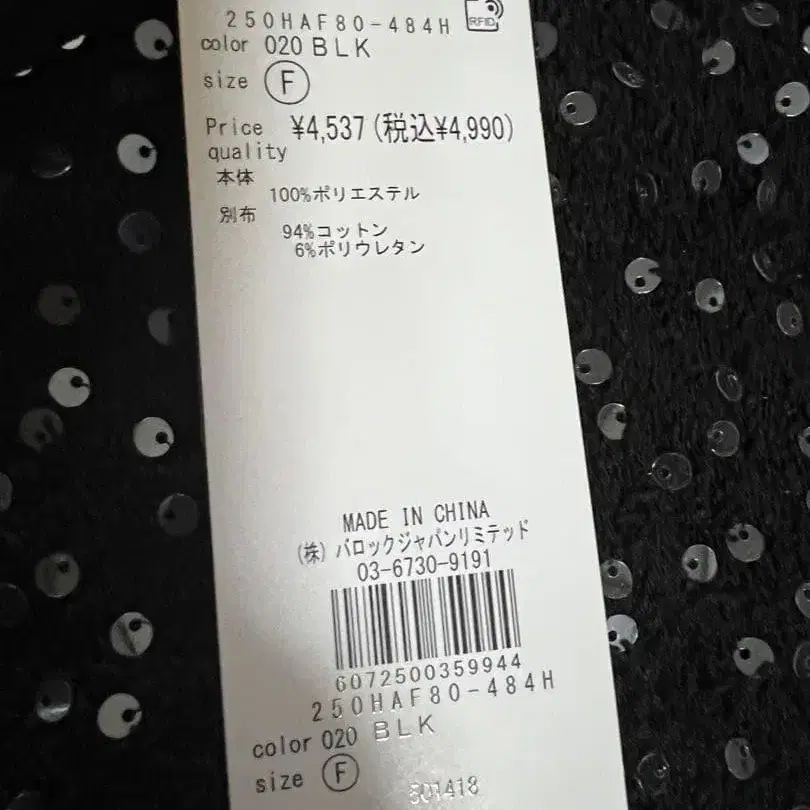 250HAF80-484H
RFID
color 020 BLK
size F
Price ¥4,537(税込¥4,990)
quality
本体
100%ポリエステル
別布
94%コットン
6%ポリウレタン
MADE IN CHINA
(株)バロックジャパンリミテッド
03-6730-9191
6072500359944
250HAF80-484H
color 020 BLK
size F
501418